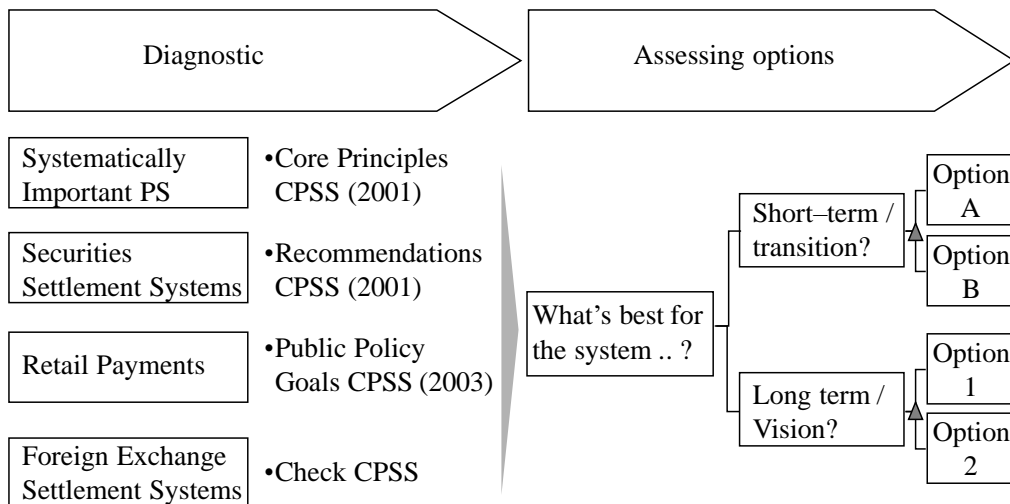 Diagnostic
Assessing options
Systematically
Important PS
•Core Principles
CPSS (2001)
Securities
Settlement Systems
•Recommendations
CPSS (2001)
Retail Payments
•Public Policy
Goals CPSS (2003)
Foreign Exchange
Settlement Systems
•Check CPSS
What's best for
the system .. ?
Short–term /
transition?
Option
A
Option
B
Long term /
Vision?
Option
1
Option
2